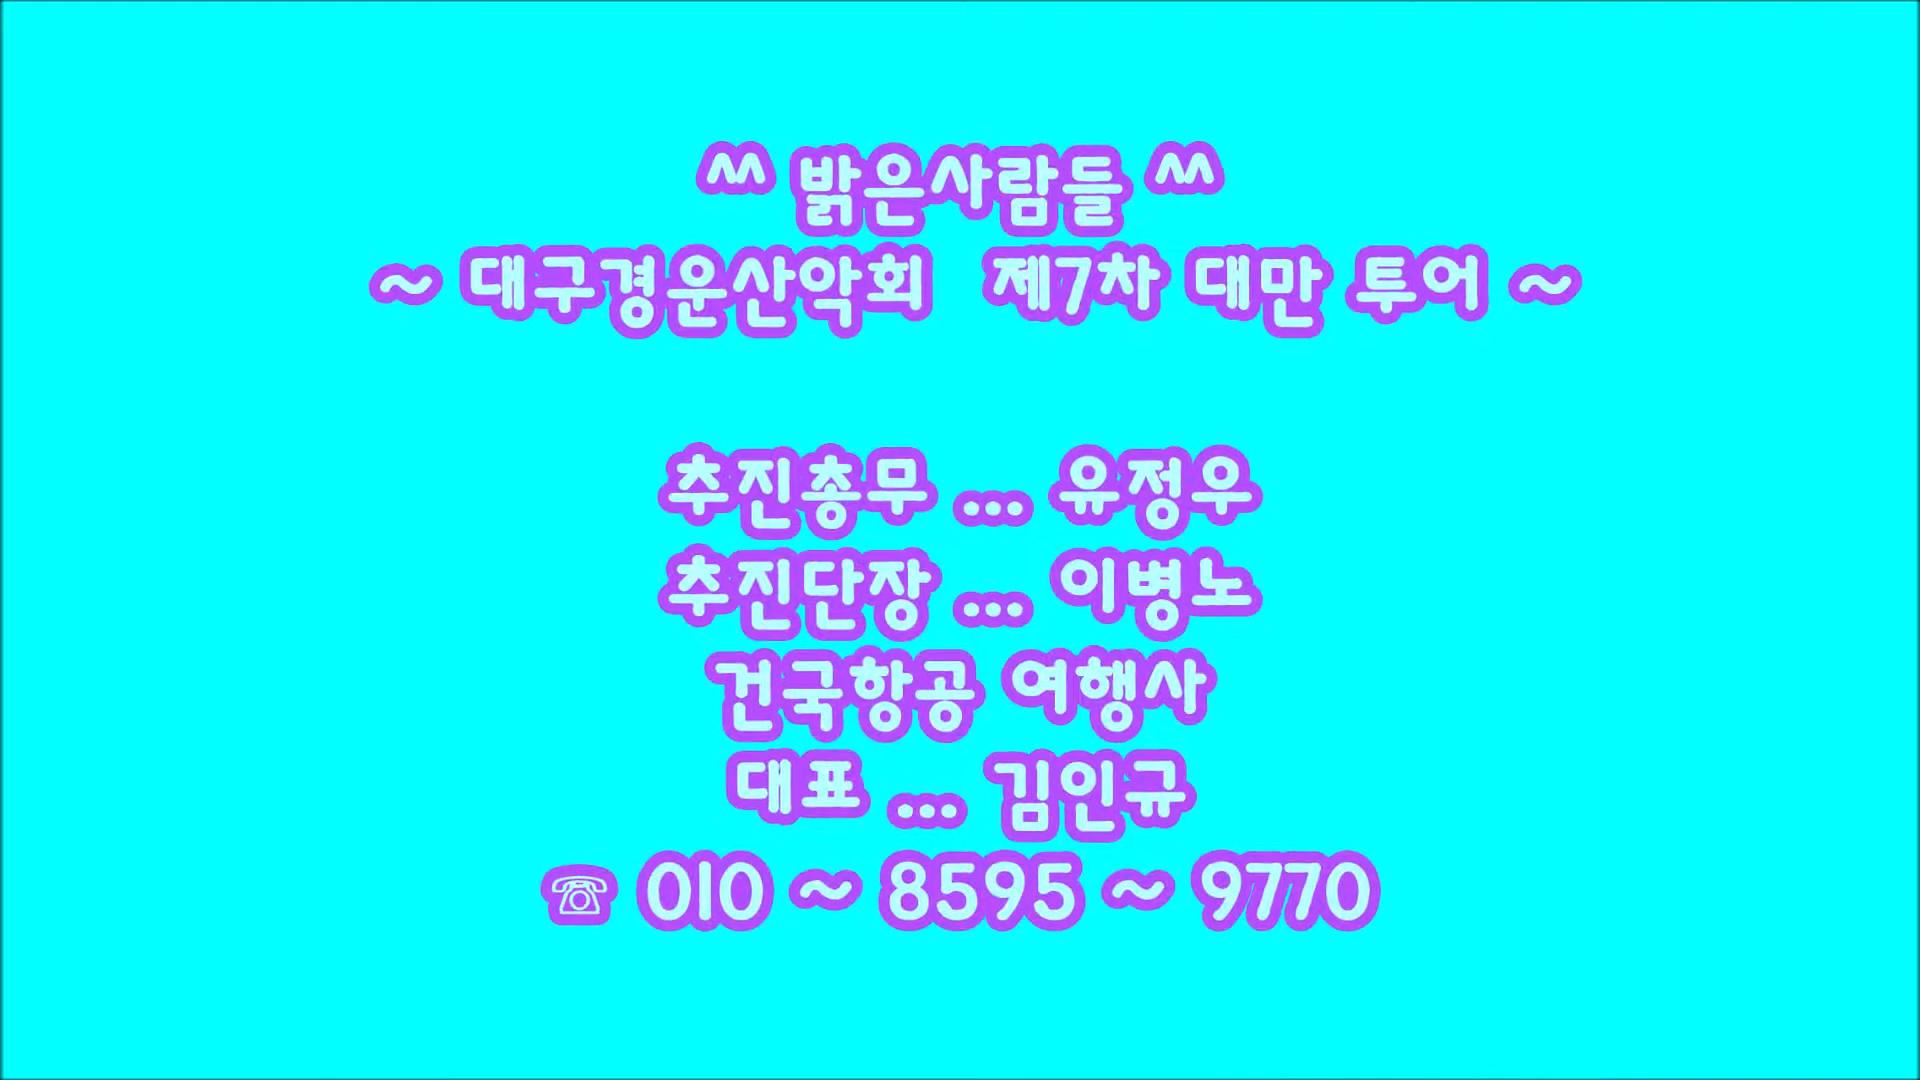 ^^ 밝은사람들 ^^
~ 대구경운산악회 제7차 대만 투어 ~
추진총무 ... 유정우
추진단장 ... 이병노
건국항공 여행사
대표 ... 김인규
☏ 010 ~ 8595 ~ 9770